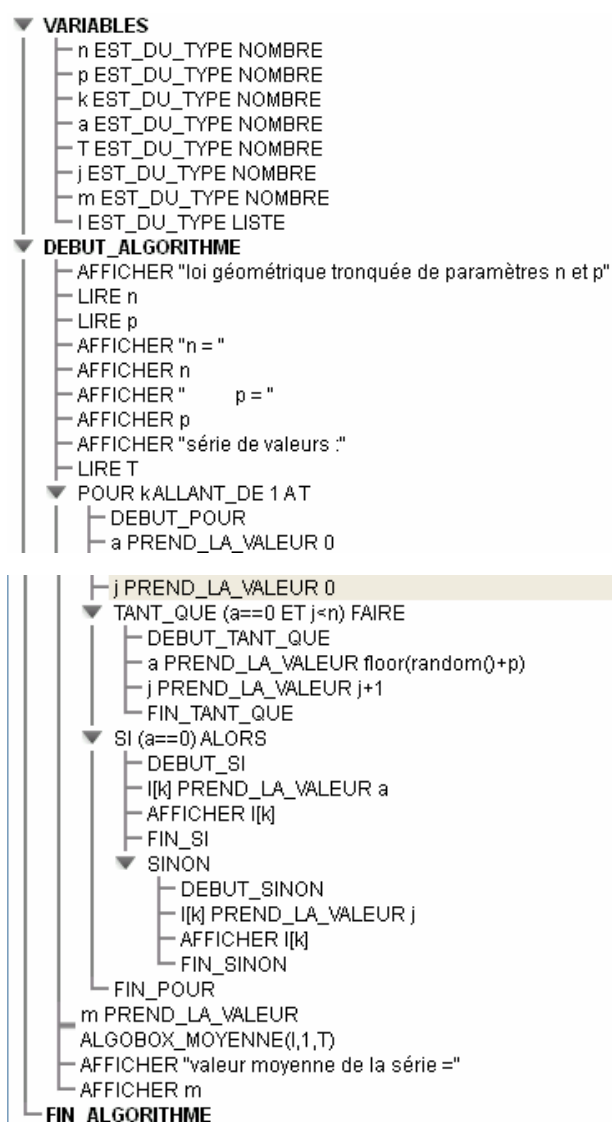 VARIABLES
n EST_DU_TYPE NOMBRE
p EST_DU_TYPE NOMBRE
k EST_DU_TYPE NOMBRE
a EST_DU_TYPE NOMBRE
T EST_DU_TYPE NOMBRE
j EST_DU_TYPE NOMBRE
m EST_DU_TYPE NOMBRE
l EST_DU_TYPE LISTE
DEBUT_ALGORITHME
AFFICHER "loi géométrique tronquée de paramètres n et p"
LIRE n
LIRE p
AFFICHER "n = "
AFFICHER n
AFFICHER "          p = "
AFFICHER p
AFFICHER "série de valeurs :"
LIRE T
POUR k ALLANT_DE 1 A T
DEBUT_POUR
a PREND_LA_VALEUR 0
j PREND_LA_VALEUR 0
TANT_QUE (a==0 ET j<n) FAIRE
DEBUT_TANT_QUE
a PREND_LA_VALEUR floor(random()+p)
j PREND_LA_VALEUR j+1
FIN_TANT_QUE
SI (a==0) ALORS
DEBUT_SI
l[k] PREND_LA_VALEUR a
AFFICHER l[k]
FIN_SI
SINON
DEBUT_SINON
l[k] PREND_LA_VALEUR j
AFFICHER l[k]
FIN_SINON
FIN_POUR
m PREND_LA_VALEUR
ALGOBOX_MOYENNE(l,1,T)
AFFICHER "valeur moyenne de la série ="
AFFICHER m
FIN_ALGORITHME